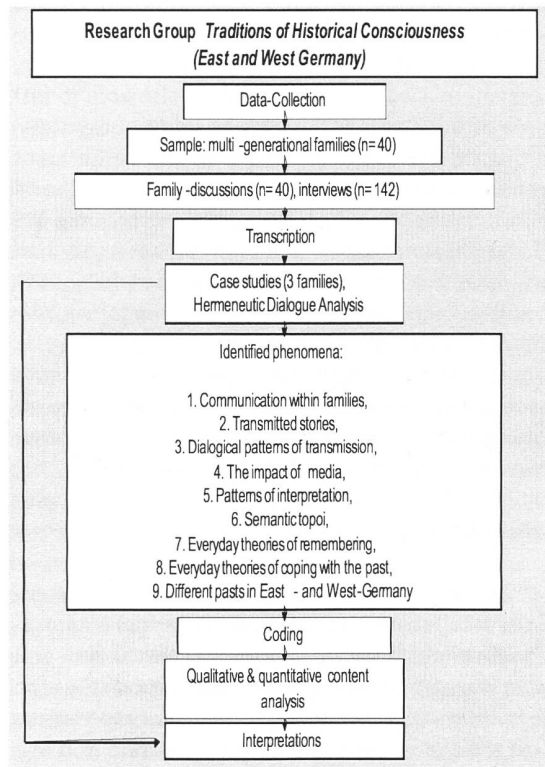 Research Group Traditions of Historical Consciousness
(East and West Germany)
Data-Collection
Sample: multi -generational families (n= 40)
Family -discussions (n= 40), interviews (n= 142)
Transcription
Case studies (3 families),
Hermeneutic Dialogue Analysis
Identified phenomena:
1. Communication within families,
2. Transmitted stories,
3. Dialogical patterns of transmission,
4. The impact of media,
5. Patterns of interpretation,
6. Semantic topoi,
7. Everyday theories of remembering,
8. Everyday theories of coping with the past,
9. Different pasts in East - and West-Germany
Coding
Qualitative & quantitative content
analysis
Interpretations